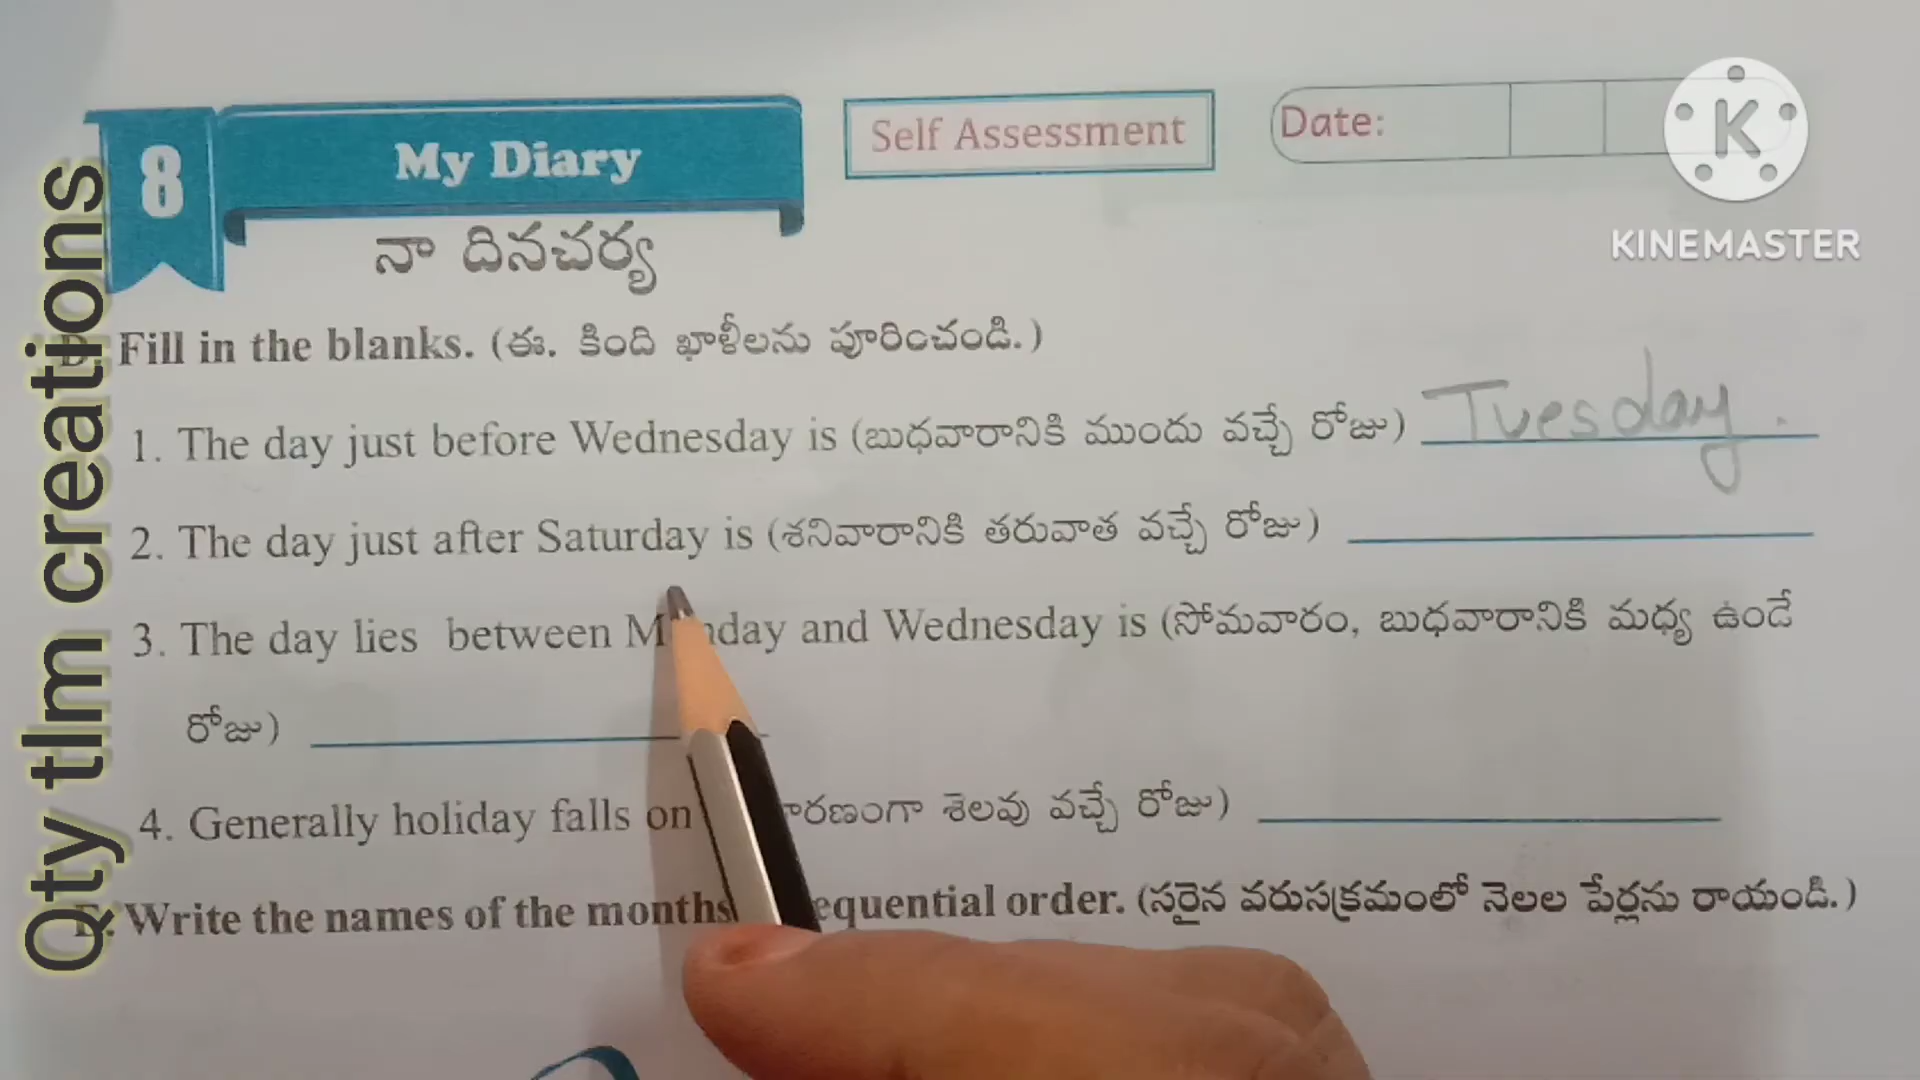 8
My Diary
Self Assessment
Date:
KINEMASTER
నా దినచర్య
Fill in the blanks. (ఈ. కింది ఖాళీలను పూరించండి.)
1. The day just before Wednesday is (బుధవారానికి ముందు వచ్చే రోజు) Tuesday.
2. The day just after Saturday is (శనివారానికి తరువాత వచ్చే రోజు)
3. The day lies between Monday and Wednesday is (సోమవారం, బుధవారానికి మధ్య ఉండే
రోజు)
4. Generally holiday falls on శెలవు వచ్చే రోజు)
Write the names of the months order. (సరైన వరుసక్రమంలో నెలల పేర్లను రాయండి.)
Qty tlm creations